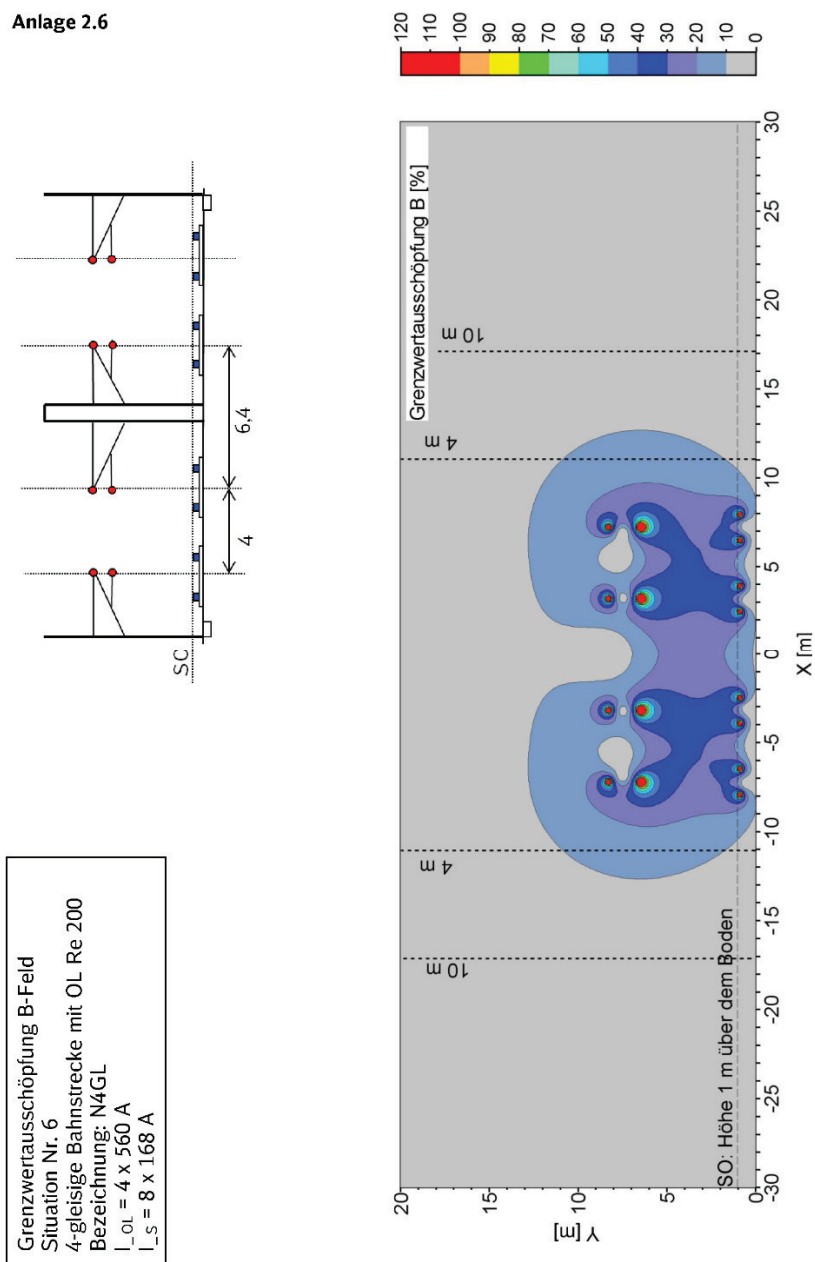 Anlage 2.6
Grenzwertausschöpfung B-Feld
Situation Nr. 6
4-gleisige Bahnstrecke mit OL Re 200
Bezeichnung: N4GL
I_OL = 4 x 560 A
I_S = 8 x 168 A
SO
4
6,4
Grenzwertausschöpfung B [%]
120
110
100
90
80
70
60
50
40
30
20
10
0
10 m
4 m
4 m
10 m
SO: Höhe 1 m über dem Boden
Y [m]
20
15
10
5
0
-30
-25
-20
-15
-10
-5
0
5
10
15
20
25
30
X [m]